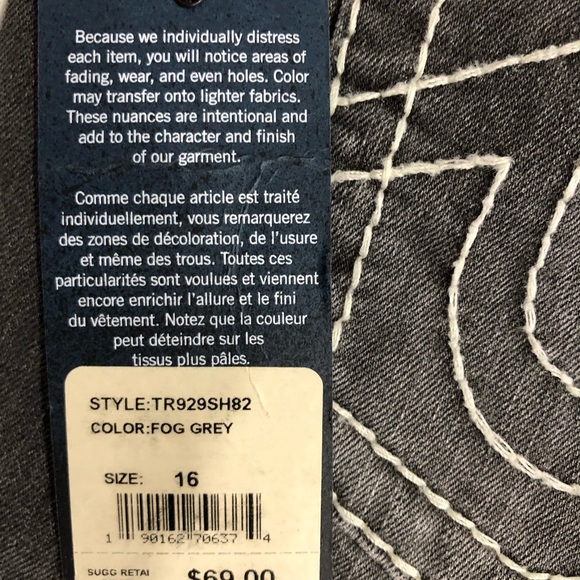 Because we individually distress
each item, you will notice areas of
fading, wear, and even holes. Color
may transfer onto lighter fabrics.
These nuances are intentional and
add to the character and finish
of our garment.
Comme chaque article est traité
individuellement, vous remarquerez
des zones de décoloration, de l'usure
et même des trous. Toutes ces
particularités sont voulues et viennent
encore enrichir l'allure et le fini
du vêtement. Notez que la couleur
peut déteindre sur les
tissus plus pâles.
STYLE:TR929SH82
COLOR:FOG GREY
SIZE: 16
1 90162 70637 4
SUGG RETAI $69.00